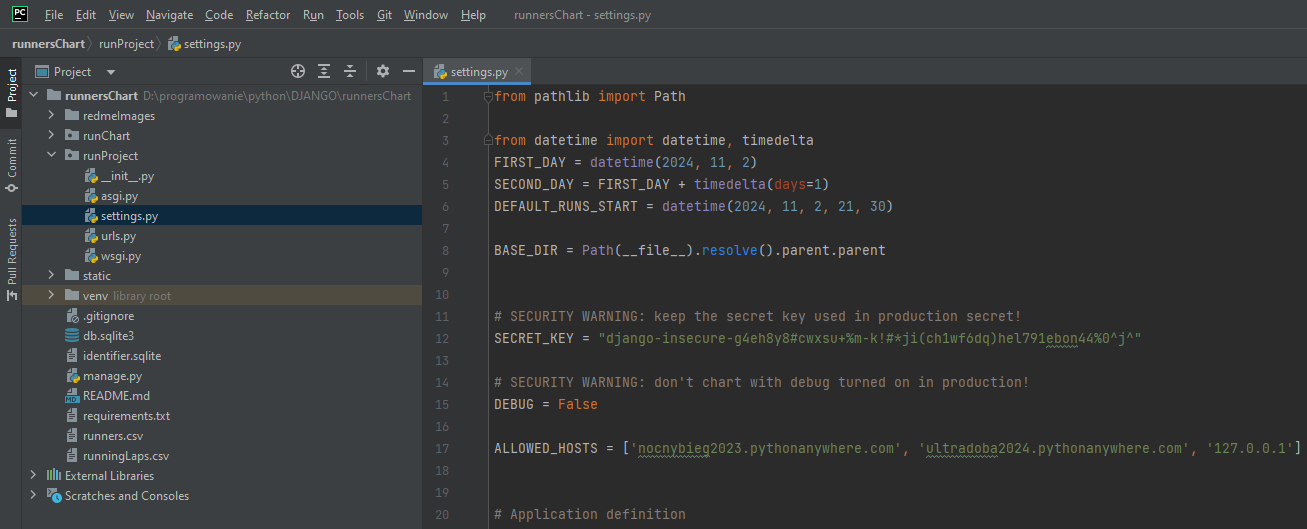 PC File Edit View Navigate Code Refactor Run Tools Git Window Help runnersChart - settings.py
runnersChart runProject settings.py
Project
Commit
Pull Requests
Project
runnersChart D:\programowanie\python\DJANGO\runnersChart
redmeImages
runChart
runProject
__init__.py
asgi.py
settings.py
urls.py
wsgi.py
static
venv library root
.gitignore
db.sqlite3
identifier.sqlite
manage.py
README.md
requirements.txt
runners.csv
runningLaps.csv
External Libraries
Scratches and Consoles
settings.py
1 from pathlib import Path
2
3 from datetime import datetime, timedelta
4 FIRST_DAY = datetime(2024, 11, 2)
5 SECOND_DAY = FIRST_DAY + timedelta(days=1)
6 DEFAULT_RUNS_START = datetime(2024, 11, 2, 21, 30)
7
8 BASE_DIR = Path(__file__).resolve().parent.parent
9
10
11 # SECURITY WARNING: keep the secret key used in production secret!
12 SECRET_KEY = "django-insecure-g4eh8y8#cwxsu+%m-k!#*ji(ch1wf6dq)hel791ebon44%0^j^"
13
14 # SECURITY WARNING: don't chart with debug turned on in production!
15 DEBUG = False
16
17 ALLOWED_HOSTS = ['nocnybieg2023.pythonanywhere.com', 'ultradoba2024.pythonanywhere.com', '127.0.0.1']
18
19
20 # Application definition